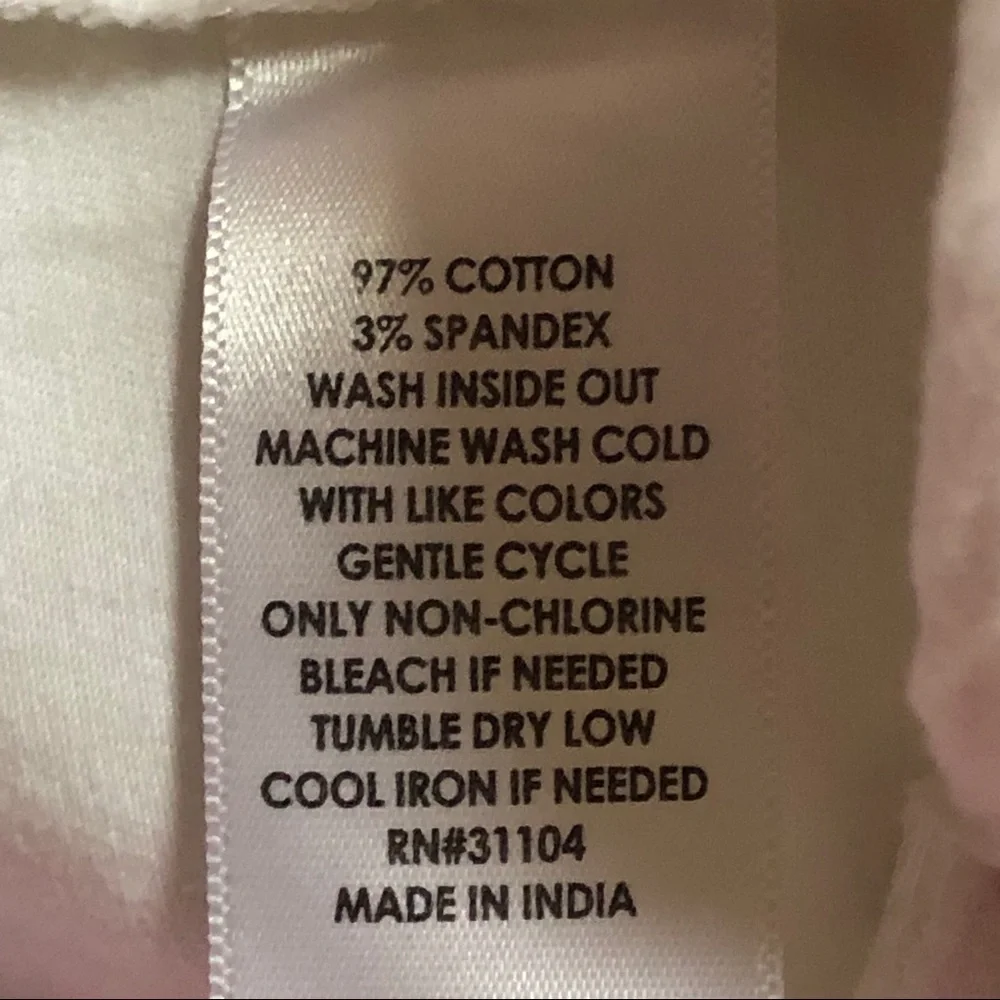 97% COTTON
3% SPANDEX
WASH INSIDE OUT
MACHINE WASH COLD
WITH LIKE COLORS
GENTLE CYCLE
ONLY NON-CHLORINE
BLEACH IF NEEDED
TUMBLE DRY LOW
COOL IRON IF NEEDED
RN#31104
MADE IN INDIA